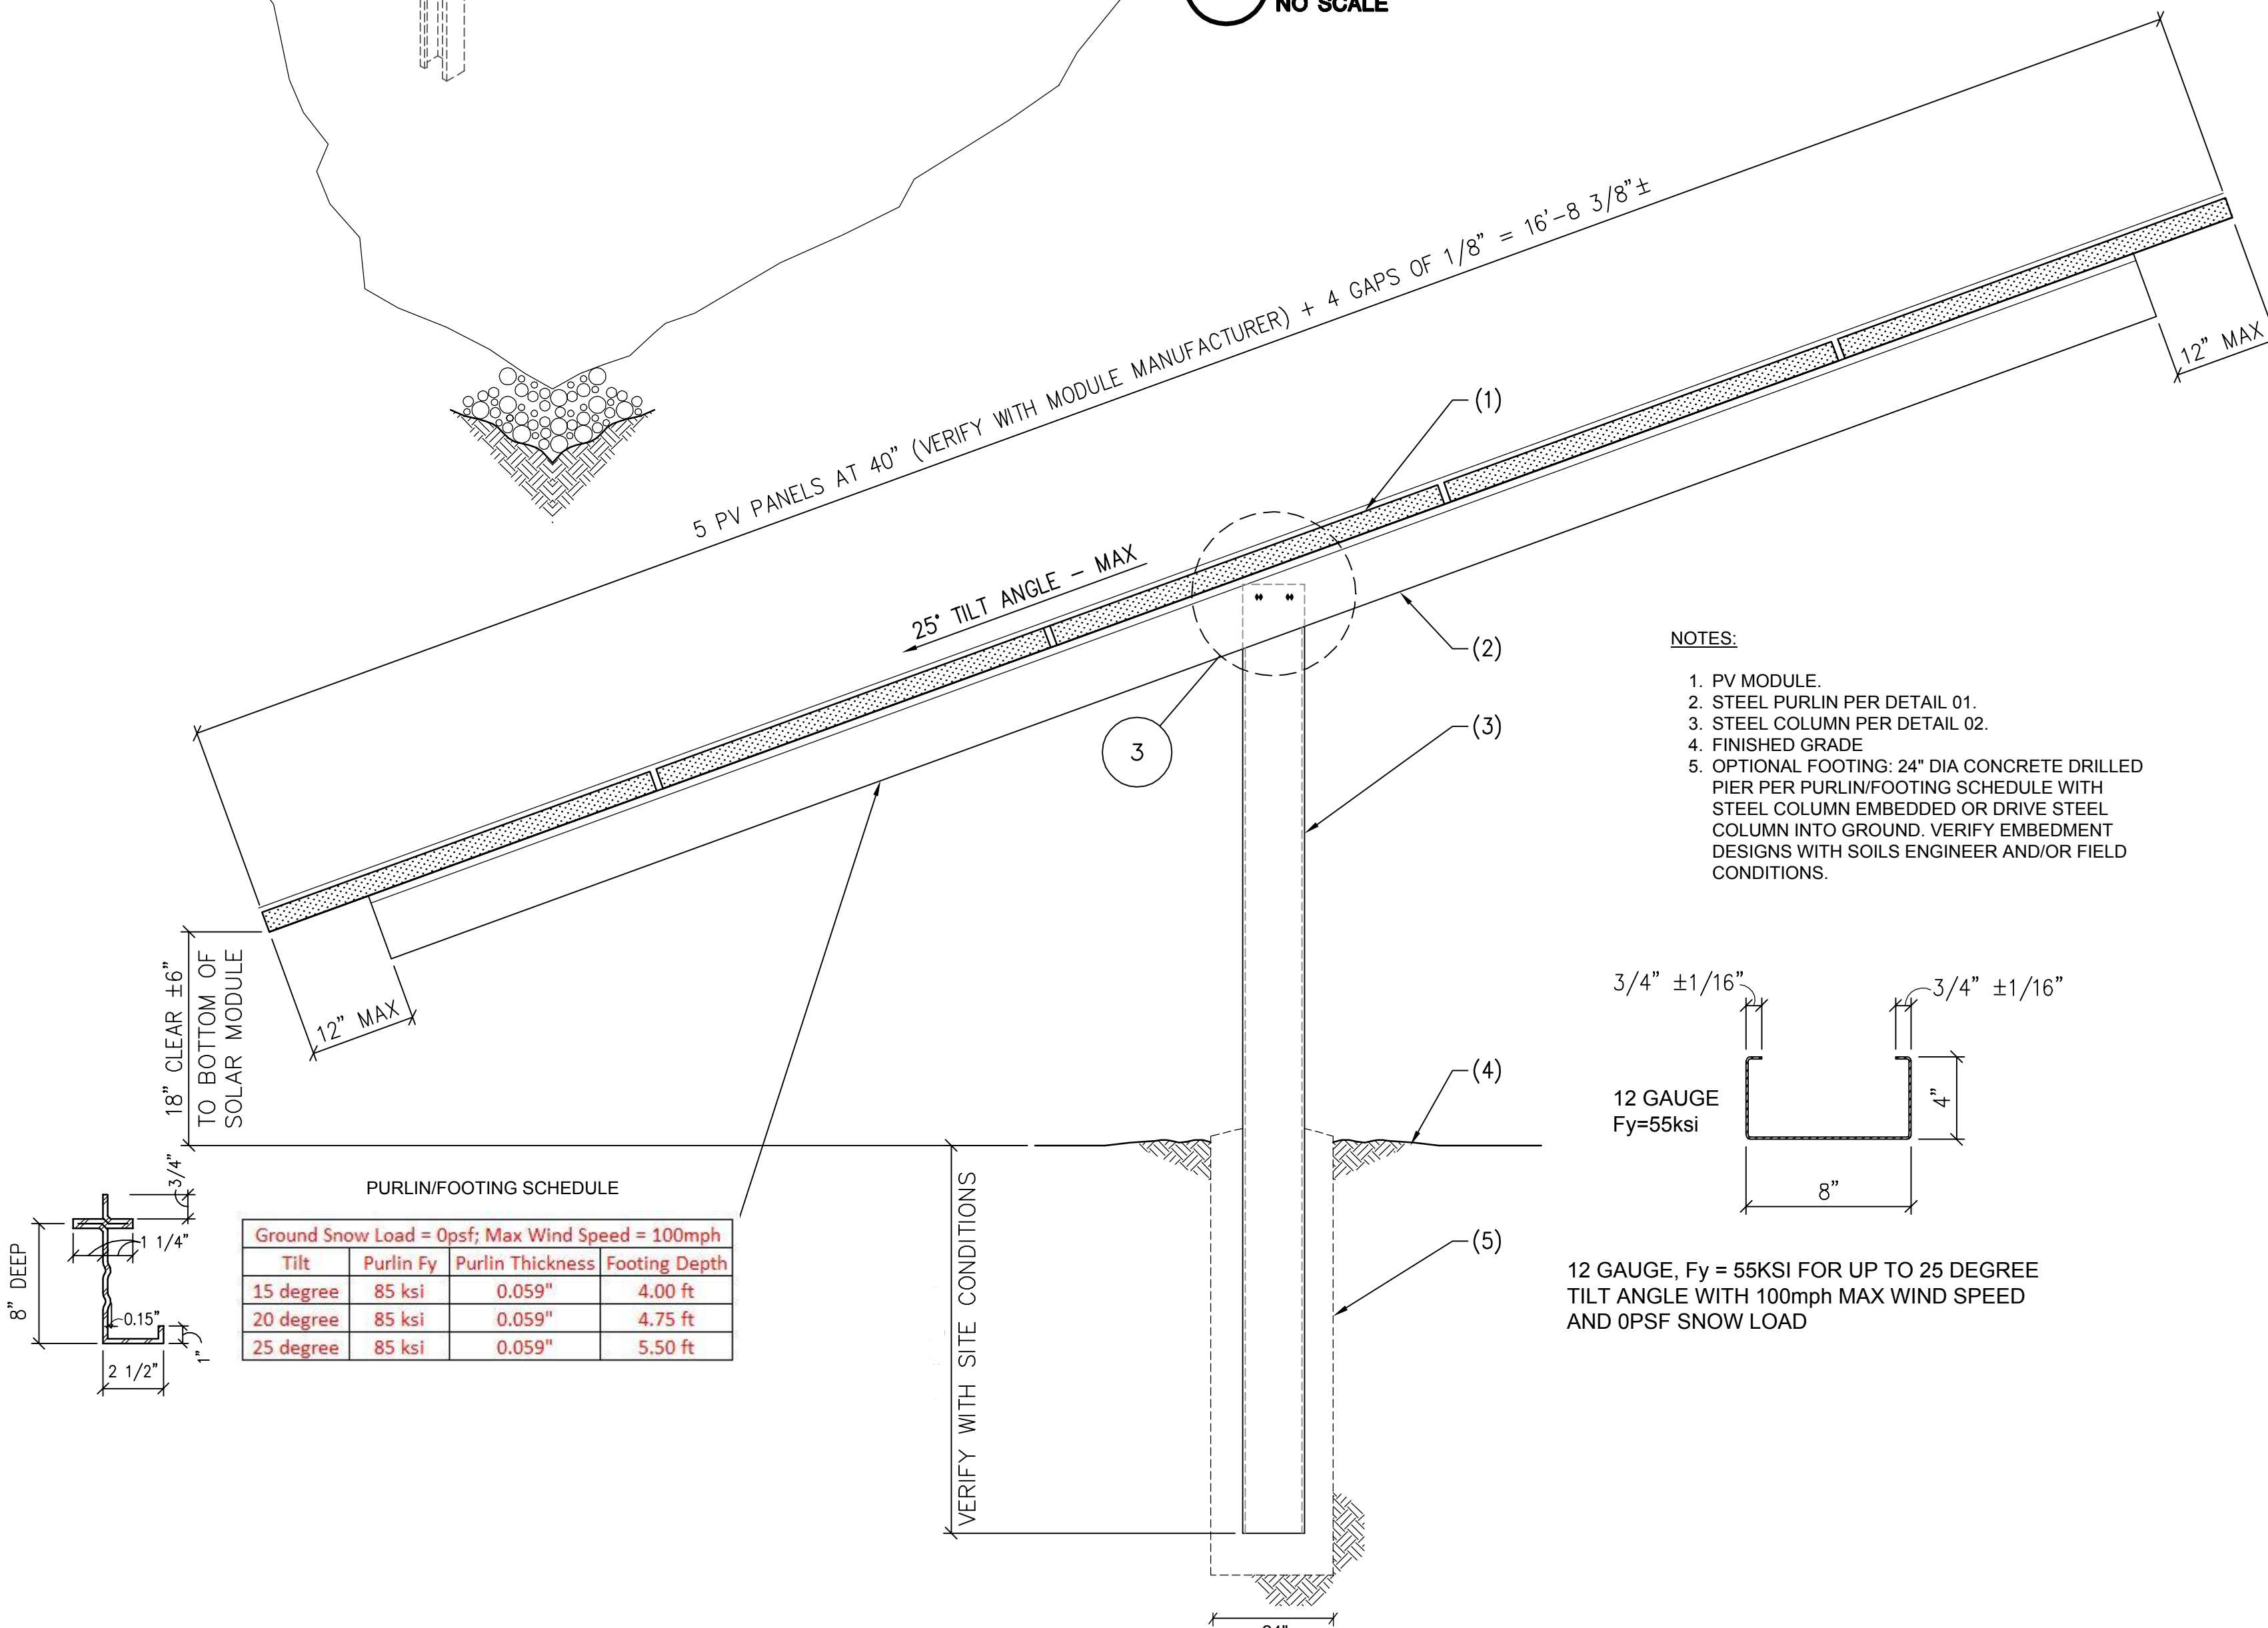 NO SCALE
5 PV PANELS AT 40" (VERIFY WITH MODULE MANUFACTURER) + 4 GAPS OF 1/8" = 16'-8 3/8"±
12" MAX
(1)
25° TILT ANGLE - MAX
(2)
3
(3)
NOTES:
1. PV MODULE.
2. STEEL PURLIN PER DETAIL 01.
3. STEEL COLUMN PER DETAIL 02.
4. FINISHED GRADE
5. OPTIONAL FOOTING: 24" DIA CONCRETE DRILLED
PIER PER PURLIN/FOOTING SCHEDULE WITH
STEEL COLUMN EMBEDDED OR DRIVE STEEL
COLUMN INTO GROUND. VERIFY EMBEDMENT
DESIGNS WITH SOILS ENGINEER AND/OR FIELD
CONDITIONS.
18" CLEAR ±6"
TO BOTTOM OF
SOLAR MODULE
12" MAX
3/4" ±1/16"
3/4" ±1/16"
12 GAUGE
Fy=55ksi
4"
8"
(4)
(5)
12 GAUGE, Fy = 55KSI FOR UP TO 25 DEGREE
TILT ANGLE WITH 100mph MAX WIND SPEED
AND 0PSF SNOW LOAD
VERIFY WITH SITE CONDITIONS
3/4"
1 1/4"
8" DEEP
0.15"
1"
2 1/2"
PURLIN/FOOTING SCHEDULE
Ground Snow Load = 0psf; Max Wind Speed = 100mph
Tilt Purlin Fy Purlin Thickness Footing Depth
15 degree 85 ksi 0.059" 4.00 ft
20 degree 85 ksi 0.059" 4.75 ft
25 degree 85 ksi 0.059" 5.50 ft